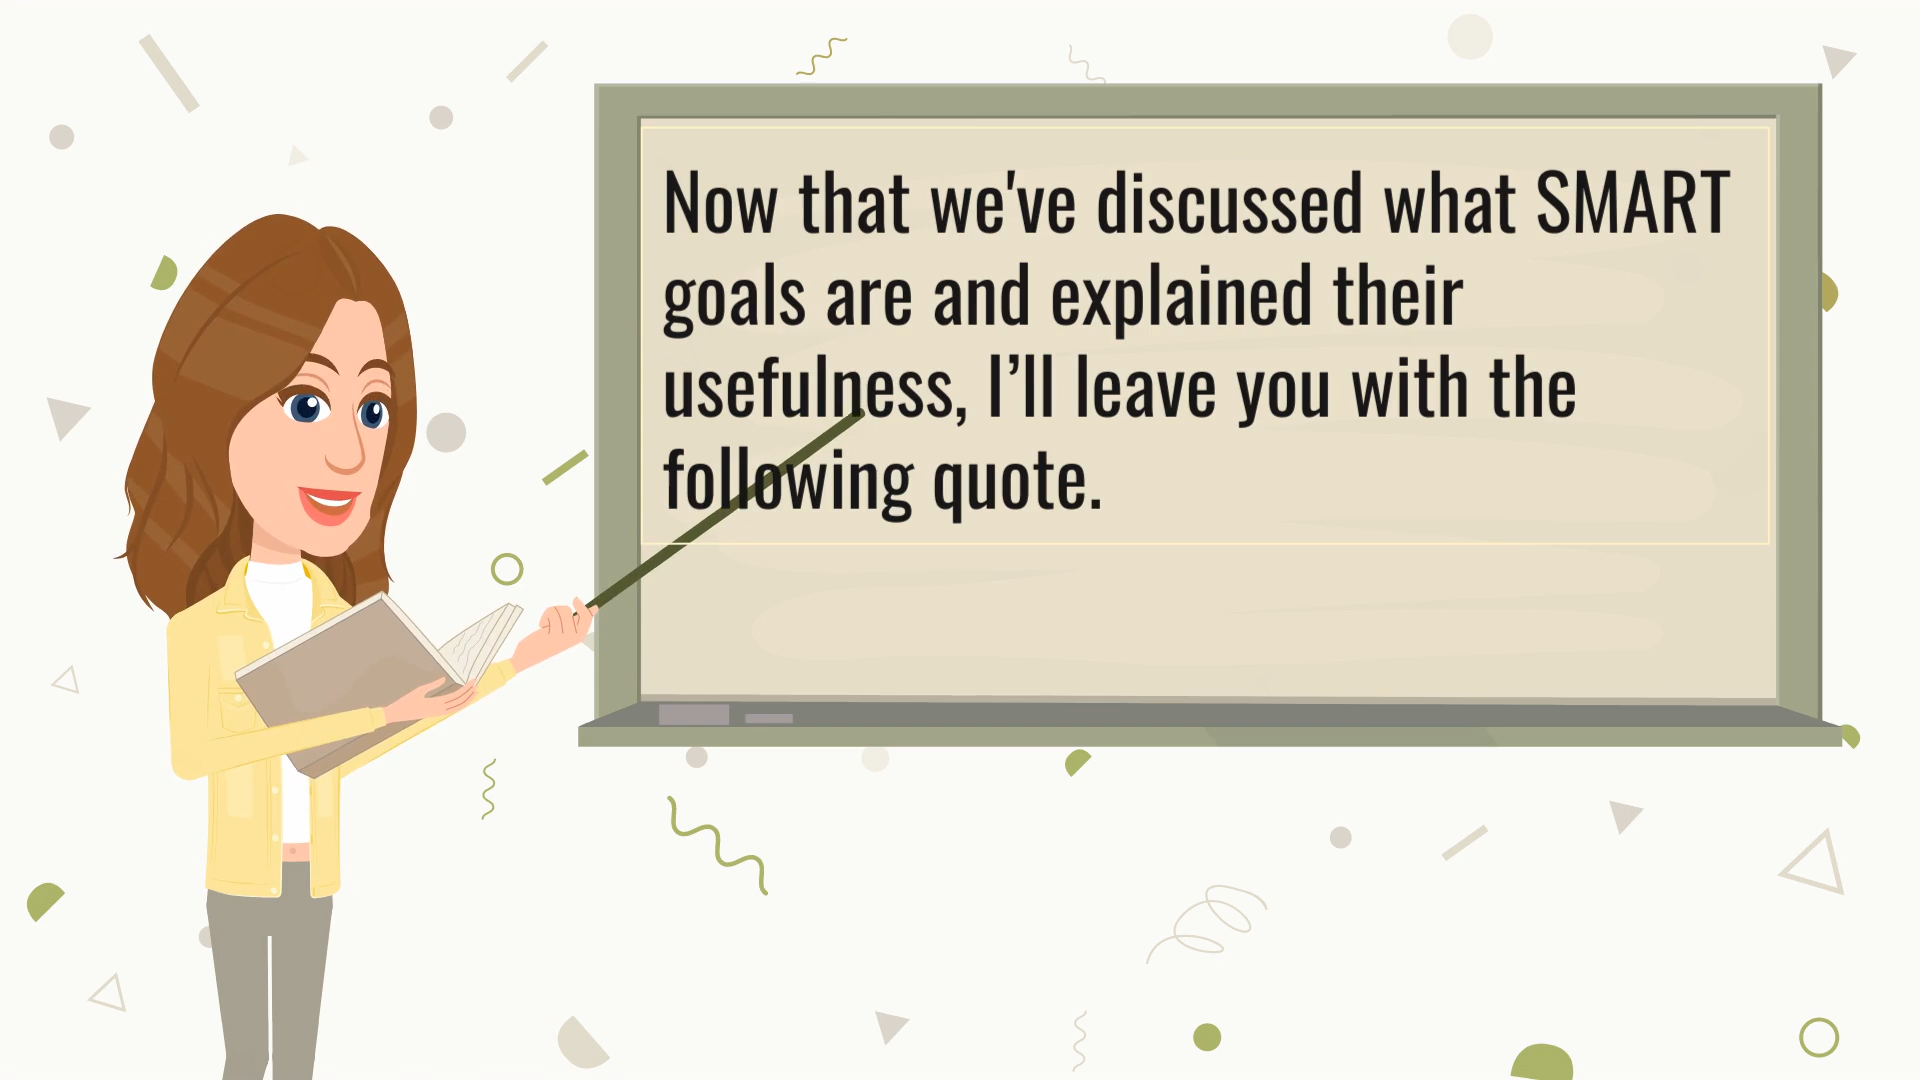 Now that we've discussed what SMART
goals are and explained their
usefulness, I’ll leave you with the
following quote.